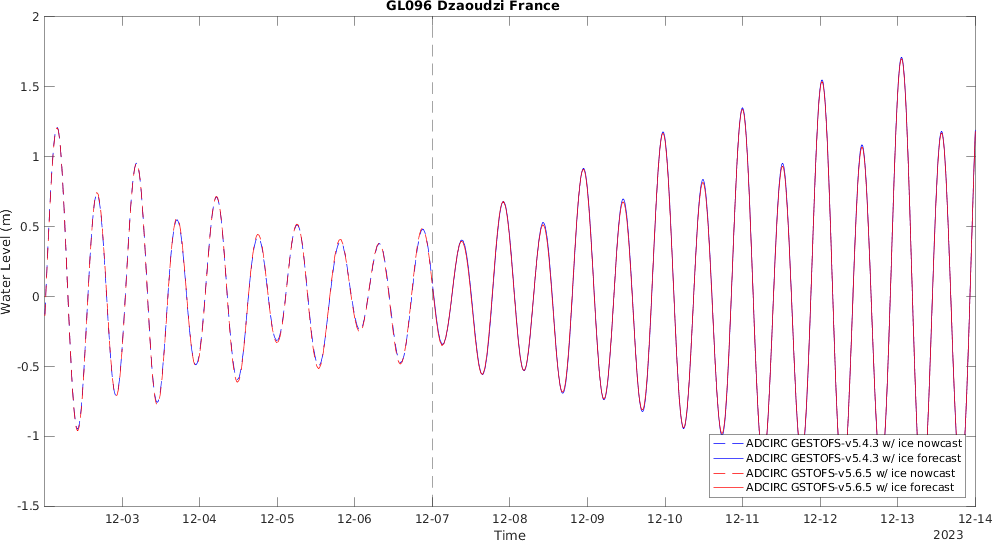 GL096 Dzaoudzi France
2
1.5
1
0.5
0
-0.5
-1
-1.5
Water Level (m)
ADCIRC GESTOFS-v5.4.3 w/ ice nowcast
ADCIRC GESTOFS-v5.4.3 w/ ice forecast
ADCIRC GSTOFS-v5.6.5 w/ ice nowcast
ADCIRC GSTOFS-v5.6.5 w/ ice forecast
12-03 12-04 12-05 12-06 12-07 12-08 12-09 12-10 12-11 12-12 12-13 12-14
Time
2023